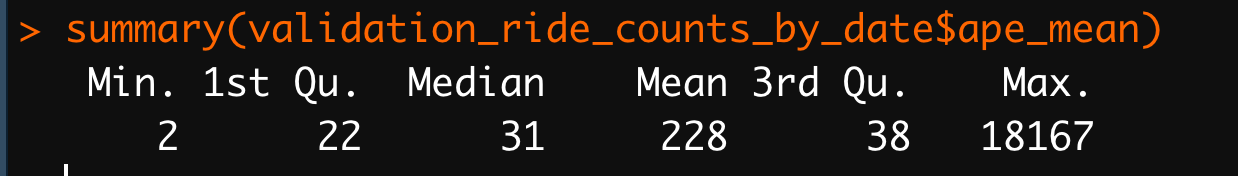 > summary(validation_ride_counts_by_date$ape_mean)
Min. 1st Qu. Median Mean 3rd Qu. Max.
2 22 31 228 38 18167